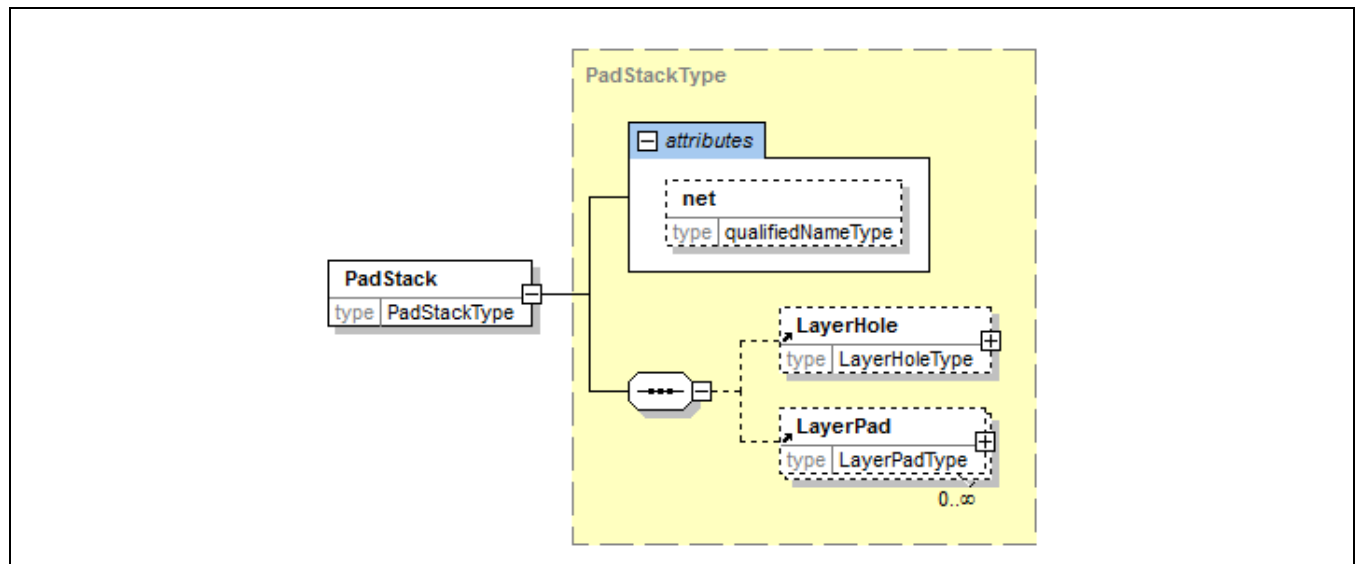 PadStackType
attributes
net
type qualifiedNameType
PadStack
type PadStackType
LayerHole
type LayerHoleType
LayerPad
type LayerPadType
0..∞